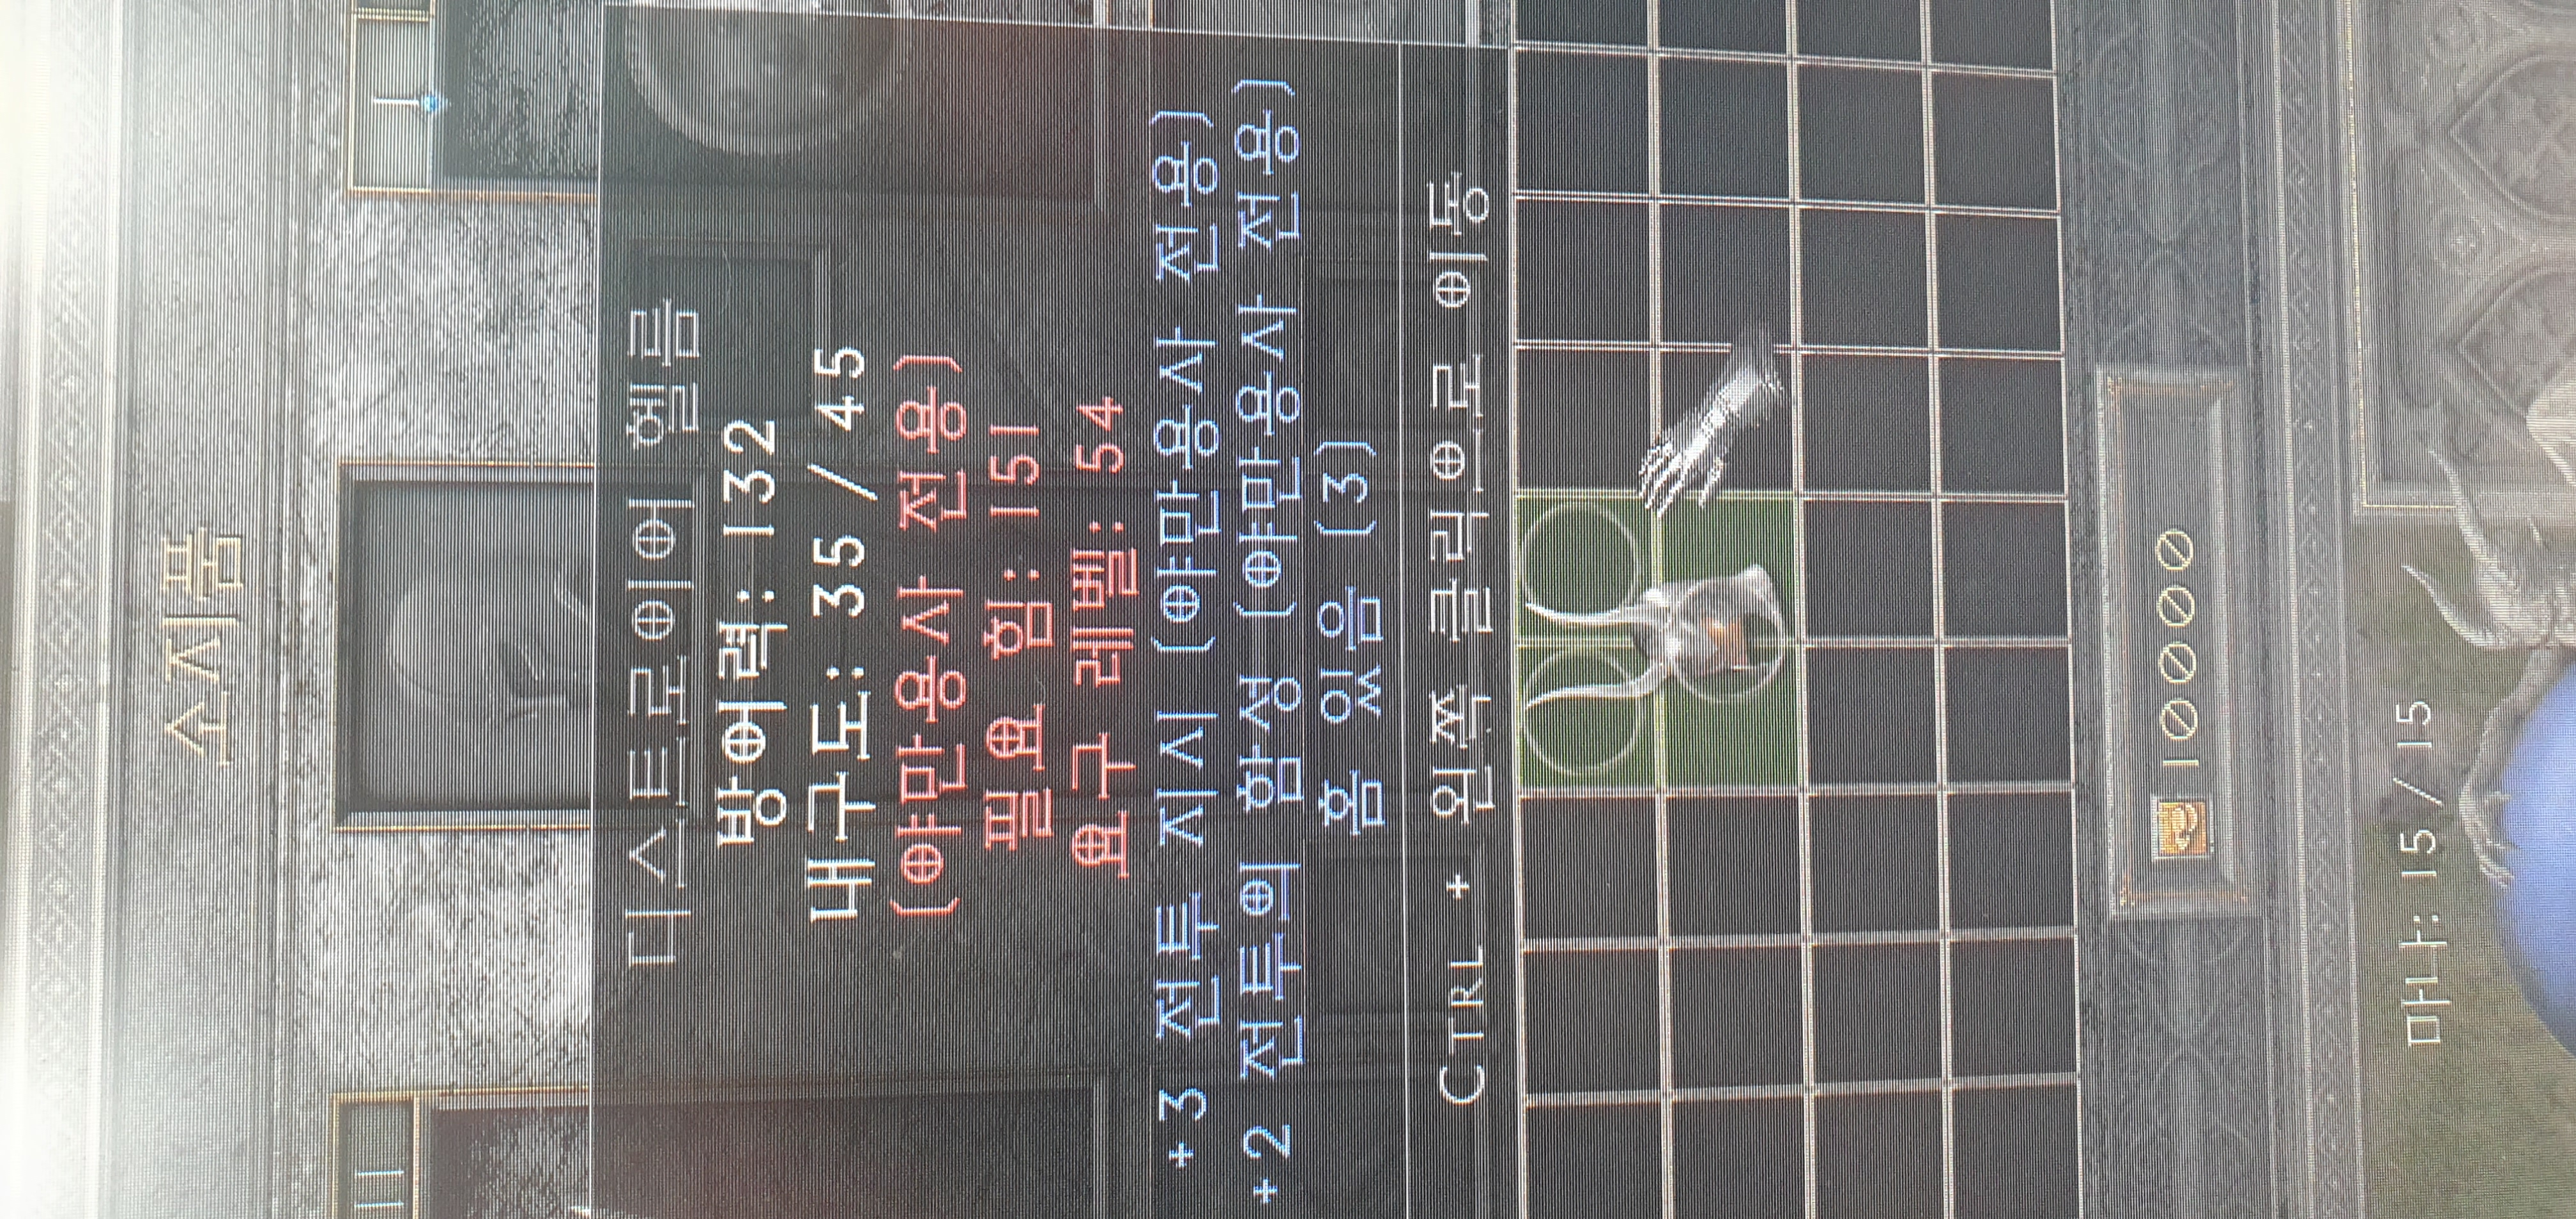 소지품
디스트로이어 헬름
방어력: 132
내구도: 35 / 45
(야만용사 전용)
필요 힘: 151
요구 레벨: 54
+3 전투 지시 (야만용사 전용)
+2 전투의 함성 (야만용사 전용)
홈 있음 (3)
CTRL + 왼쪽 클릭으로 이동
10000
마나: 15 / 15